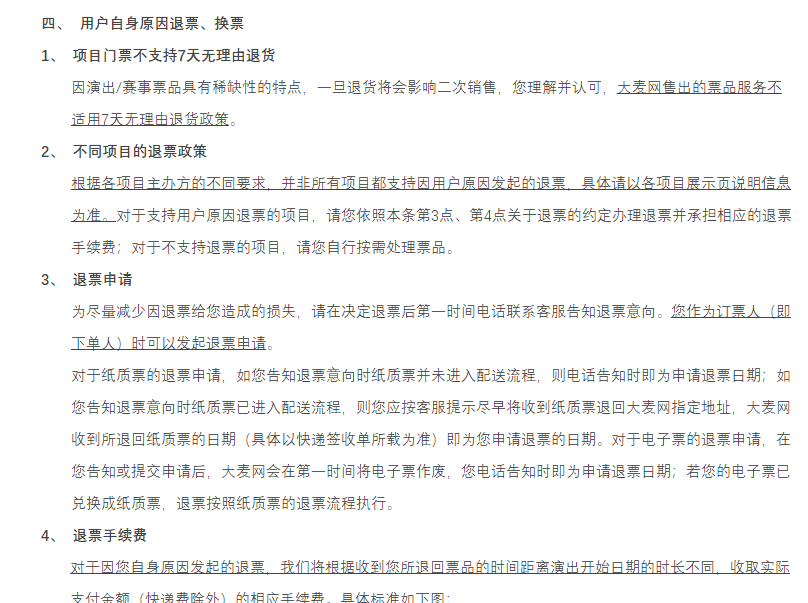 四、 用户自身原因退票、换票
1、 项目门票不支持7天无理由退货
因演出/赛事票品具有稀缺性的特点，一旦退货将会影响二次销售，您理解并认可，大麦网售出的票品服务不
适用7天无理由退货政策。
2、 不同项目的退票政策
根据各项目主办方的不同要求，并非所有项目都支持因用户原因发起的退票，具体请以各项目展示页说明信息
为准。对于支持用户原因退票的项目，请您依照本条第3点、第4点关于退票的约定办理退票并承担相应的退票
手续费；对于不支持退票的项目，请您自行按需处理票品。
3、 退票申请
为尽量减少因退票给您造成的损失，请在决定退票后第一时间电话联系客服告知退票意向。您作为订票人（即
下单人）时可以发起退票申请。
对于纸质票的退票申请，如您告知退票意向时纸质票并未进入配送流程，则电话告知时即为申请退票日期；如
您告知退票意向时纸质票已进入配送流程，则您应按客服提示尽早将收到纸质票退回大麦网指定地址，大麦网
收到所退回纸质票的日期（具体以快递签收单所载为准）即为您申请退票的日期。对于电子票的退票申请，在
您告知或提交申请后，大麦网会在第一时间将电子票作废，您电话告知时即为申请退票日期；若您的电子票已
兑换成纸质票，退票按照纸质票的退票流程执行。
4、 退票手续费
对于因您自身原因发起的退票，我们将根据收到您所退回票品的时间距离演出开始日期的时长不同，收取实际
支付金额（快递费除外）的相应手续费。具体标准如下图：